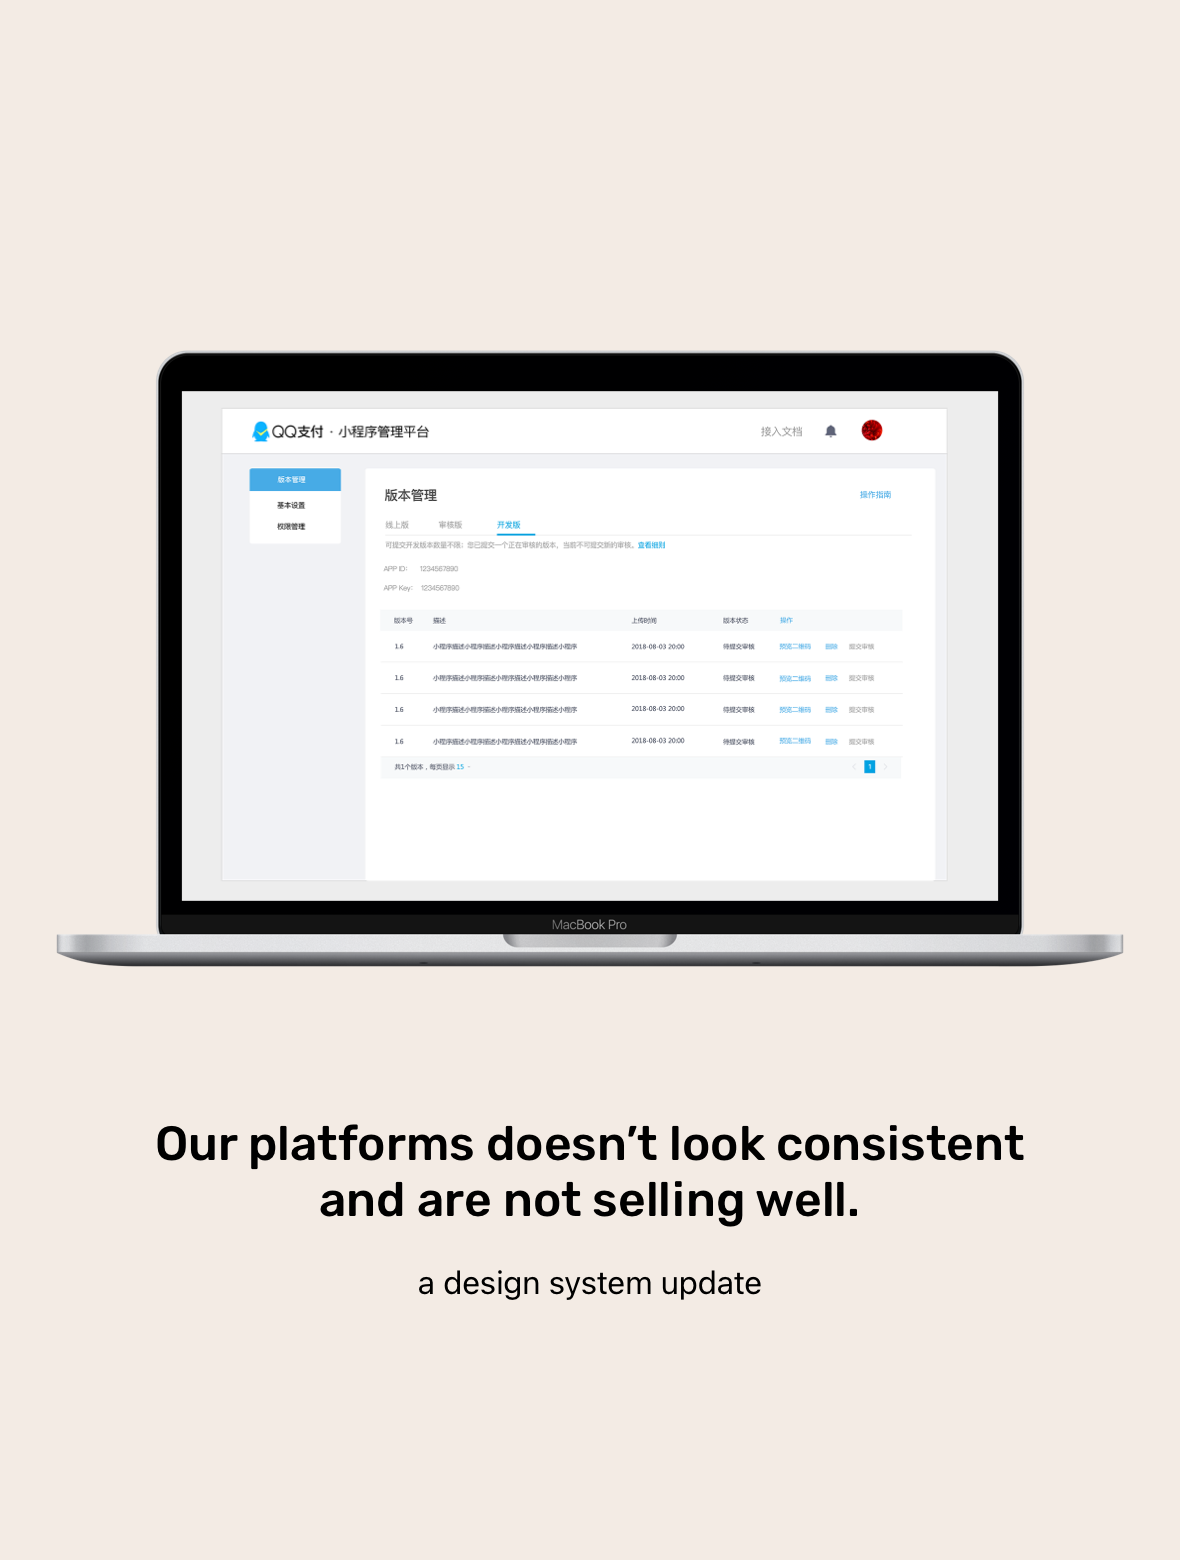 QQ支付 · 小程序管理平台
接入文档
版本管理
基本设置
权限管理
版本管理
操作指南
线上版 审核版 开发版
可提交开发版本数量不限；您已提交一个正在审核的版本，当前不可提交新的审核。查看细则
APP ID: 1234567890
APP Key: 1234567890
版本号 描述 上传时间 版本状态 操作
1.6 小程序描述小程序描述小程序描述小程序描述小程序 2018-08-03 20:00 待提交审核 预览二维码 删除 提交审核
1.6 小程序描述小程序描述小程序描述小程序描述小程序 2018-08-03 20:00 待提交审核 预览二维码 删除 提交审核
1.6 小程序描述小程序描述小程序描述小程序描述小程序 2018-08-03 20:00 待提交审核 预览二维码 删除 提交审核
1.6 小程序描述小程序描述小程序描述小程序描述小程序 2018-08-03 20:00 待提交审核 预览二维码 删除 提交审核
共1个版本，每页显示 15
1
MacBook Pro
Our platforms doesn’t look consistent
and are not selling well.
a design system update